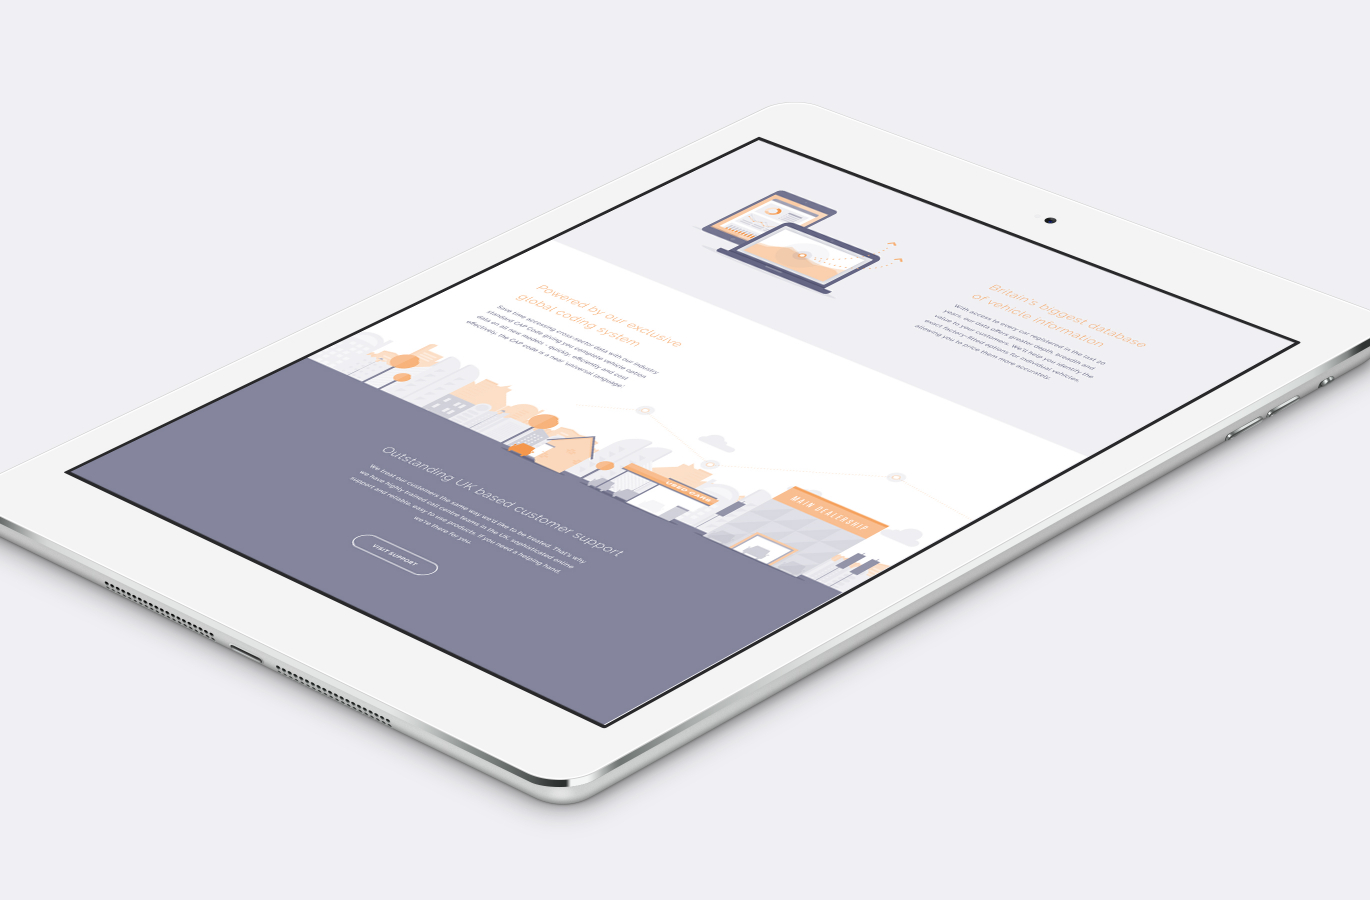 Britain's biggest database
of vehicle information
With access to every car registered in the last 20
years, our data offers greater depth, breadth and
value to your customers. We'll help you identify the
exact factory-fitted options for individual vehicles,
allowing you to price them more accurately.
Powered by our exclusive
global coding system
Save time accessing cross-sector data with our industry
standard CAP Code giving you complete vehicle option
data on all new models - quickly, efficiently and cost
effectively. The CAP code is a near universal language.
USED CARS
MAIN DEALERSHIP
Outstanding UK based customer support
We treat our customers the same way we'd like to be treated. That's why
we have highly trained call centre teams in the UK, sophisticated online
support and reliable, easy to use products. If you need a helping hand,
we're there for you.
VISIT SUPPORT